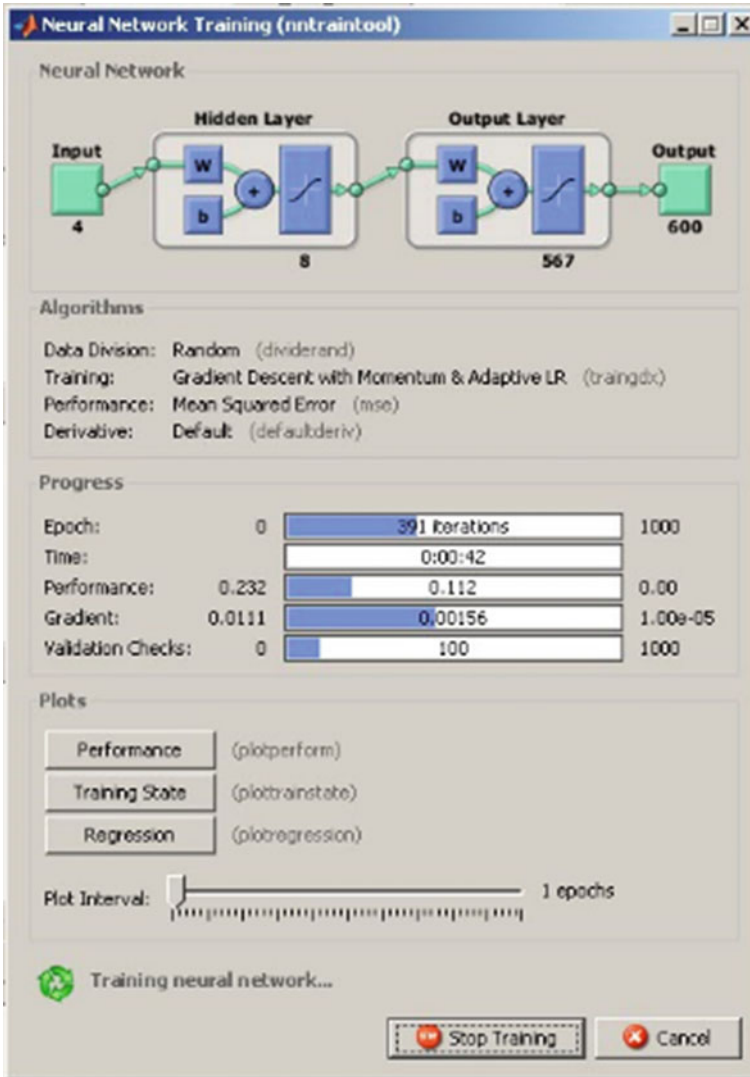 Neural Network Training (nntraintool)
Neural Network
Hidden Layer
Output Layer
Input
Output
W
b
+
W
b
+
4
8
567
600
Algorithms
Data Division: Random (dividerand)
Training: Gradient Descent with Momentum & Adaptive LR (traingdx)
Performance: Mean Squared Error (mse)
Derivative: Default (defaultderiv)
Progress
Epoch: 0 391 iterations 1000
Time: 0:00:42
Performance: 0.232 0.112 0.00
Gradient: 0.0111 0.00156 1.00e-05
Validation Checks: 0 100 1000
Plots
Performance (plotperform)
Training State (plottrainstate)
Regression (plotregression)
Plot Interval: 1 epochs
Training neural network...
Stop Training
Cancel